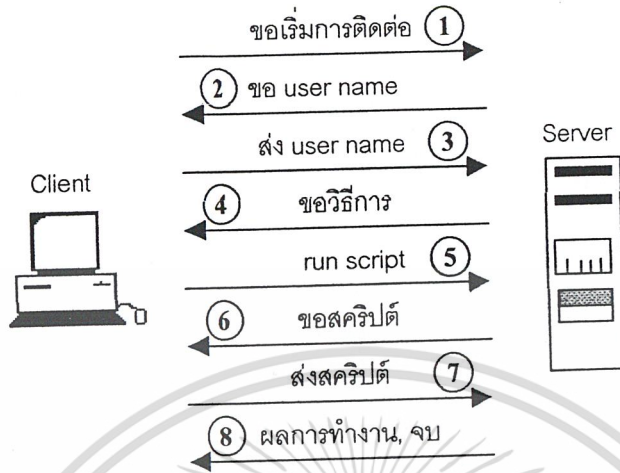 ขอเริ่มการติดต่อ 1
2 ขอ user name
ส่ง user name 3
Server
Client
4 ขอวิธีการ
run script 5
6 ขอสคริปต์
ส่งสคริปต์ 7
8 ผลการทำงาน, จบ